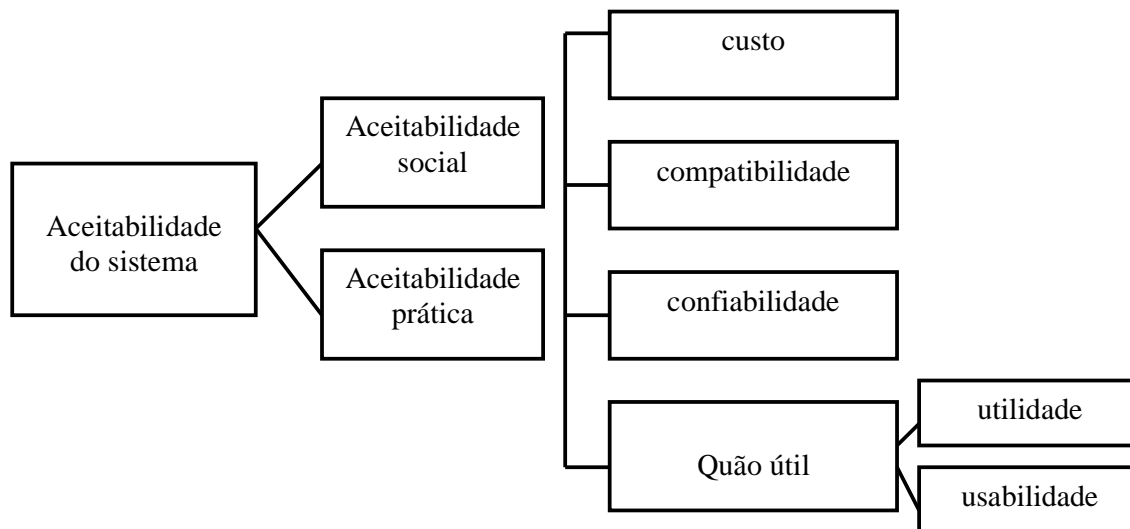 Aceitabilidade
do sistema
Aceitabilidade
social
Aceitabilidade
prática
custo
compatibilidade
confiabilidade
Quão útil
utilidade
usabilidade